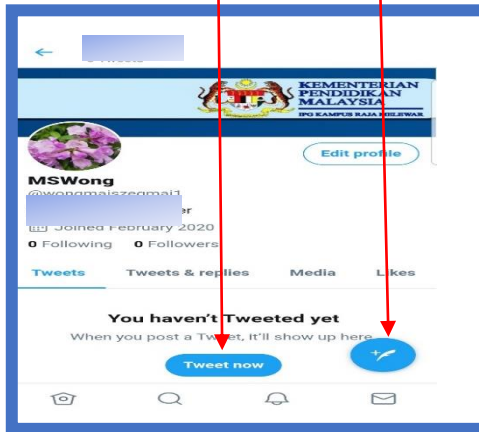 KEMENTERIAN
PENDIDIKAN
MALAYSIA
IPG KAMPUS RAJA MELEWAR
Edit profile
MSWong
@wongmaiszegmai1
er
Joined February 2020
0 Following 0 Followers
Tweets Tweets & replies Media Likes
You haven't Tweeted yet
When you post a Tweet, it'll show up here.
Tweet now